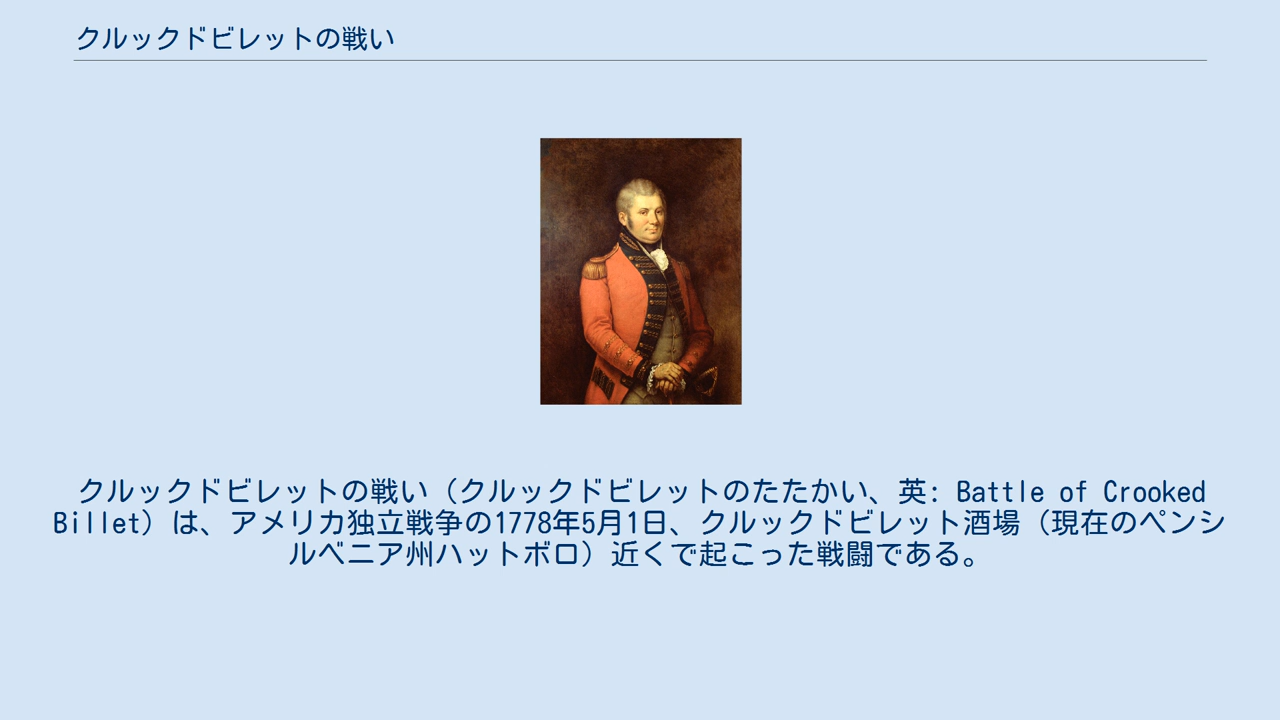 クルックドビレットの戦い
クルックドビレットの戦い（クルックドビレットのたたかい、英: Battle of Crooked
Billet）は、アメリカ独立戦争の1778年5月1日、クルックドビレット酒場（現在のペンシ
ルベニア州ハットボロ）近くで起こった戦闘である。